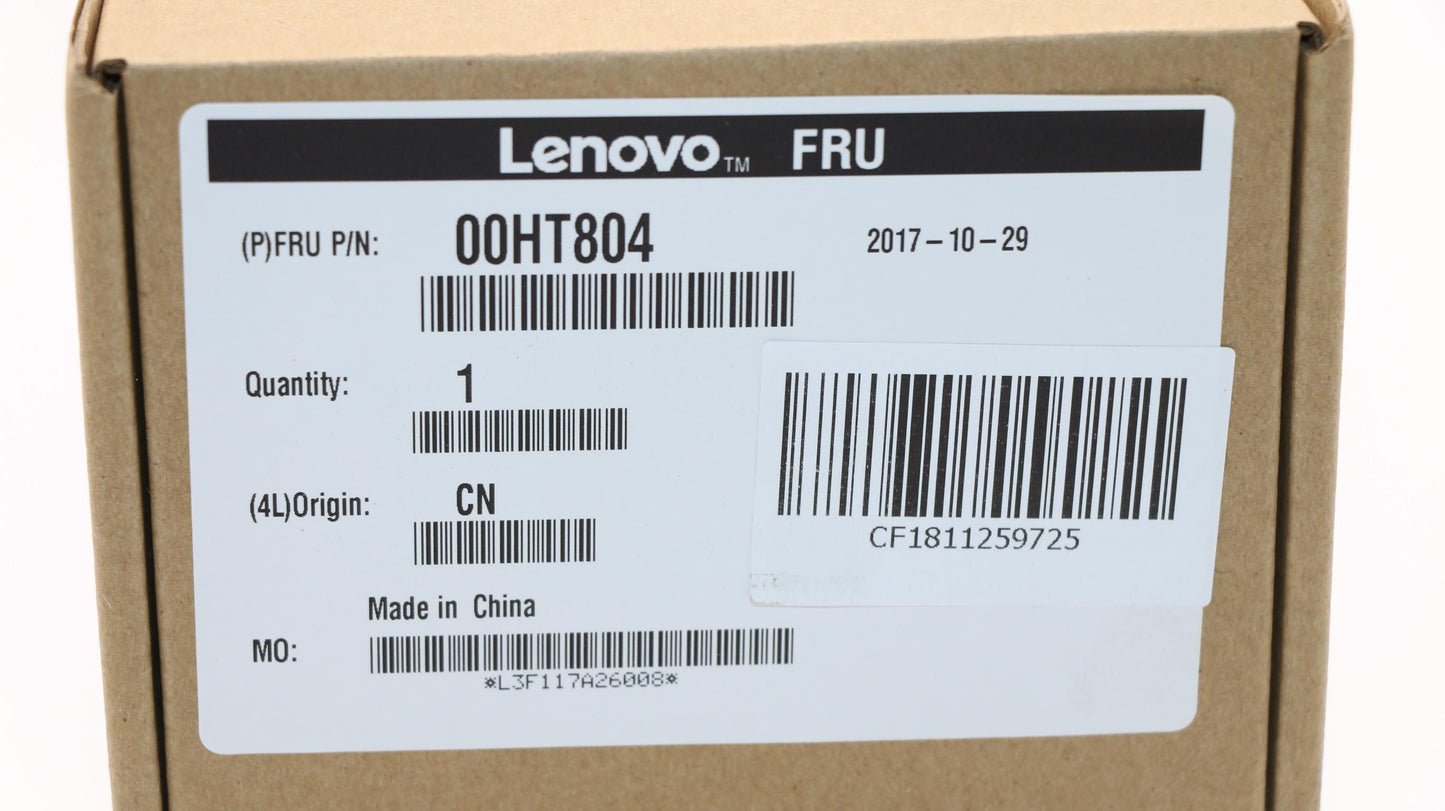 Lenovo™ FRU
(P)FRU P/N: 00HT804 2017-10-29
Quantity: 1
(4L)Origin: CN
CF1811259725
Made in China
MO:
*L3F117A26008*